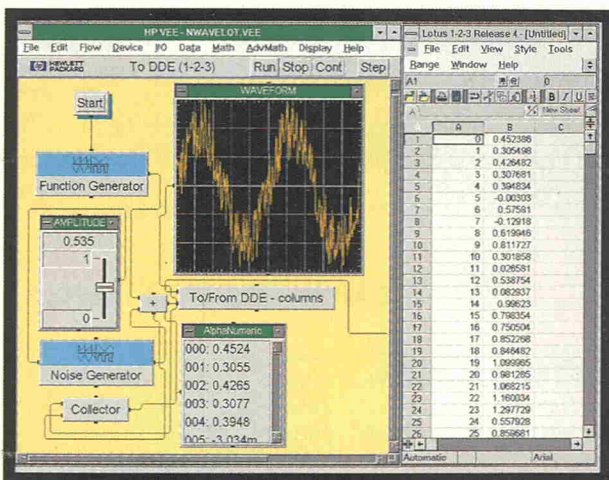 HP VEE - NWAVELOT.VEE
File Edit Flow Device I/O Data Math AdvMath Display Help
HEWLETT PACKARD To DDE (1-2-3) Run Stop Cont Step
Start
Function Generator
AMPLITUDE
0.535
1
0
Noise Generator
Collector
+
WAVEFORM
To/From DDE - columns
AlphaNumeric
000: 0.4524
001: 0.3055
002: 0.4265
003: 0.3077
004: 0.3948
005: -3.034m
Lotus 1-2-3 Release 4 - [Untitled]
File Edit View Style Tools
Range Window Help
A1 0
B I U N
A New Sheet
A B C
1 0 0.452386
2 1 0.305498
3 2 0.426482
4 3 0.307681
5 4 0.394834
6 5 -0.00303
7 6 0.57581
8 7 -0.12918
9 8 0.619946
10 9 0.811727
11 10 0.301858
12 11 0.026581
13 12 0.538754
14 13 0.082937
15 14 0.99623
16 15 0.798354
17 16 0.750504
18 17 0.852268
19 18 0.846482
20 19 1.099965
21 20 0.981285
22 21 1.068215
23 22 1.160034
24 23 1.297729
25 24 0.557928
26 25 0.859681
Automatic Arial